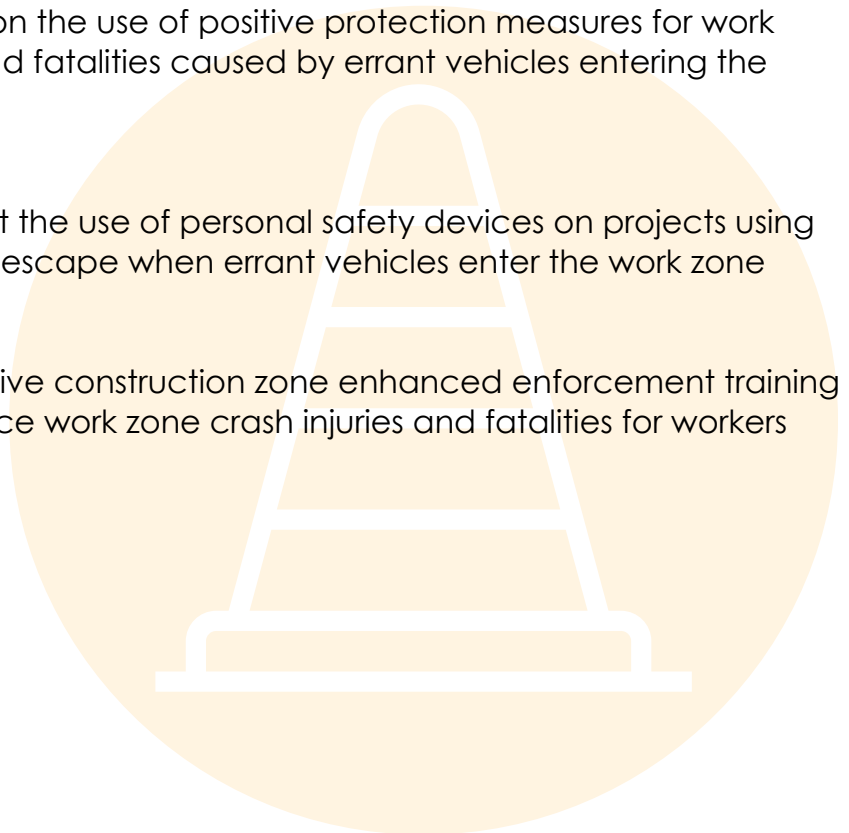 on the use of positive protection measures for work
d fatalities caused by errant vehicles entering the
t the use of personal safety devices on projects using
escape when errant vehicles enter the work zone
ive construction zone enhanced enforcement training
ce work zone crash injuries and fatalities for workers